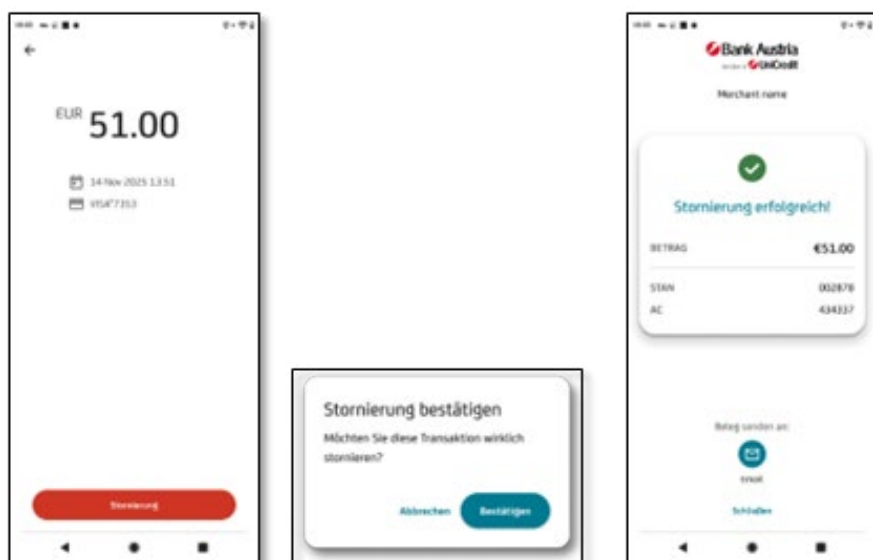 EUR 51.00
14 Nov 2025 13:51
VISA*7353
Stornierung
Stornierung bestätigen
Möchten Sie diese Transaktion wirklich
stornieren?
Abbrechen Bestätigen
Bank Austria
UniCredit
Merchant name
Stornierung erfolgreich!
BETRAG €51.00
STAN 002878
AC 434337
Beleg senden an:
Email
Schließen